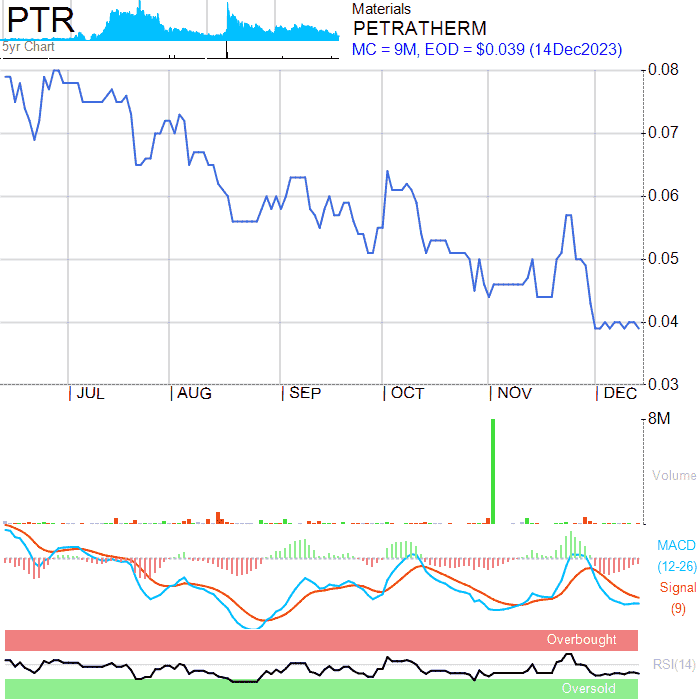 PTR
5yr Chart
Materials
PETRATHERM
MC = 9M, EOD = $0.039 (14Dec2023)
0.08
0.07
0.06
0.05
0.04
0.03
JUL AUG SEP OCT NOV DEC
8M
Volume
MACD
(12-26)
Signal
(9)
Overbought
RSI(14)
Oversold